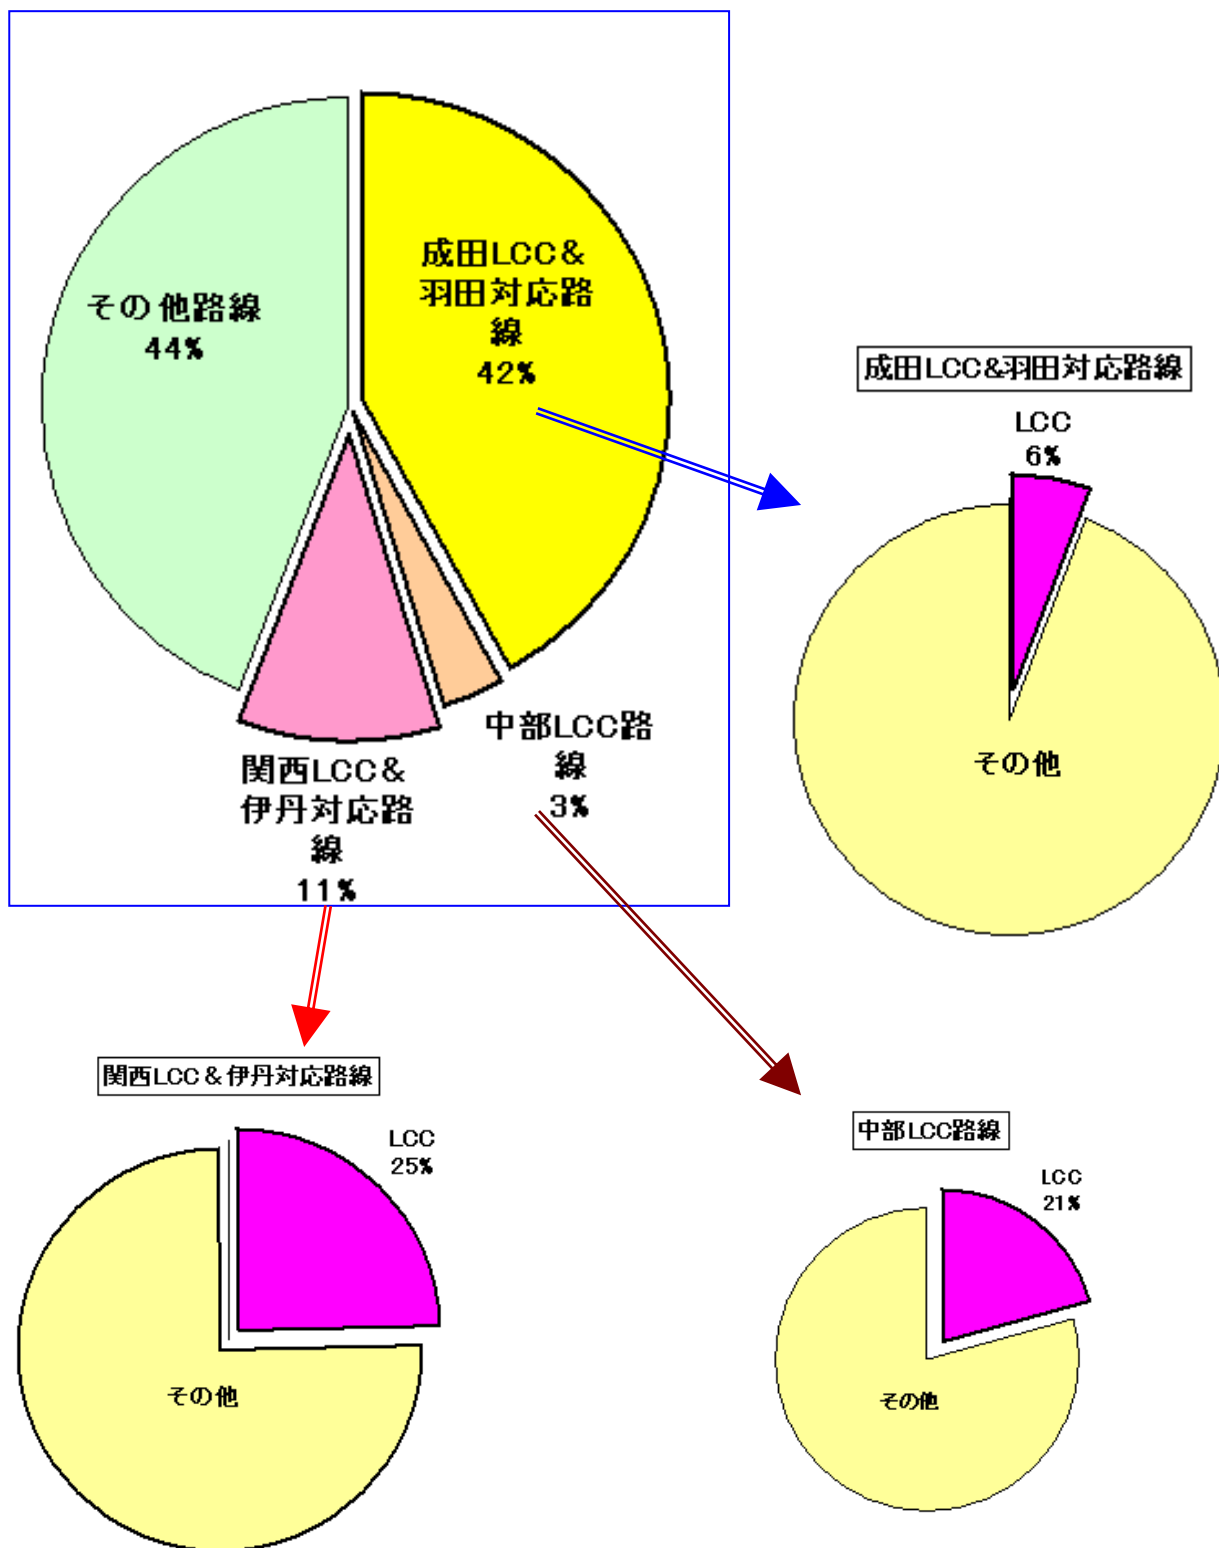 その他路線
44%
成田LCC&
羽田対応路
線
42%
中部LCC路
線
3%
関西LCC&
伊丹対応路
線
11%
成田LCC&羽田対応路線
LCC
6%
その他
関西LCC&伊丹対応路線
LCC
25%
その他
中部LCC路線
LCC
21%
その他